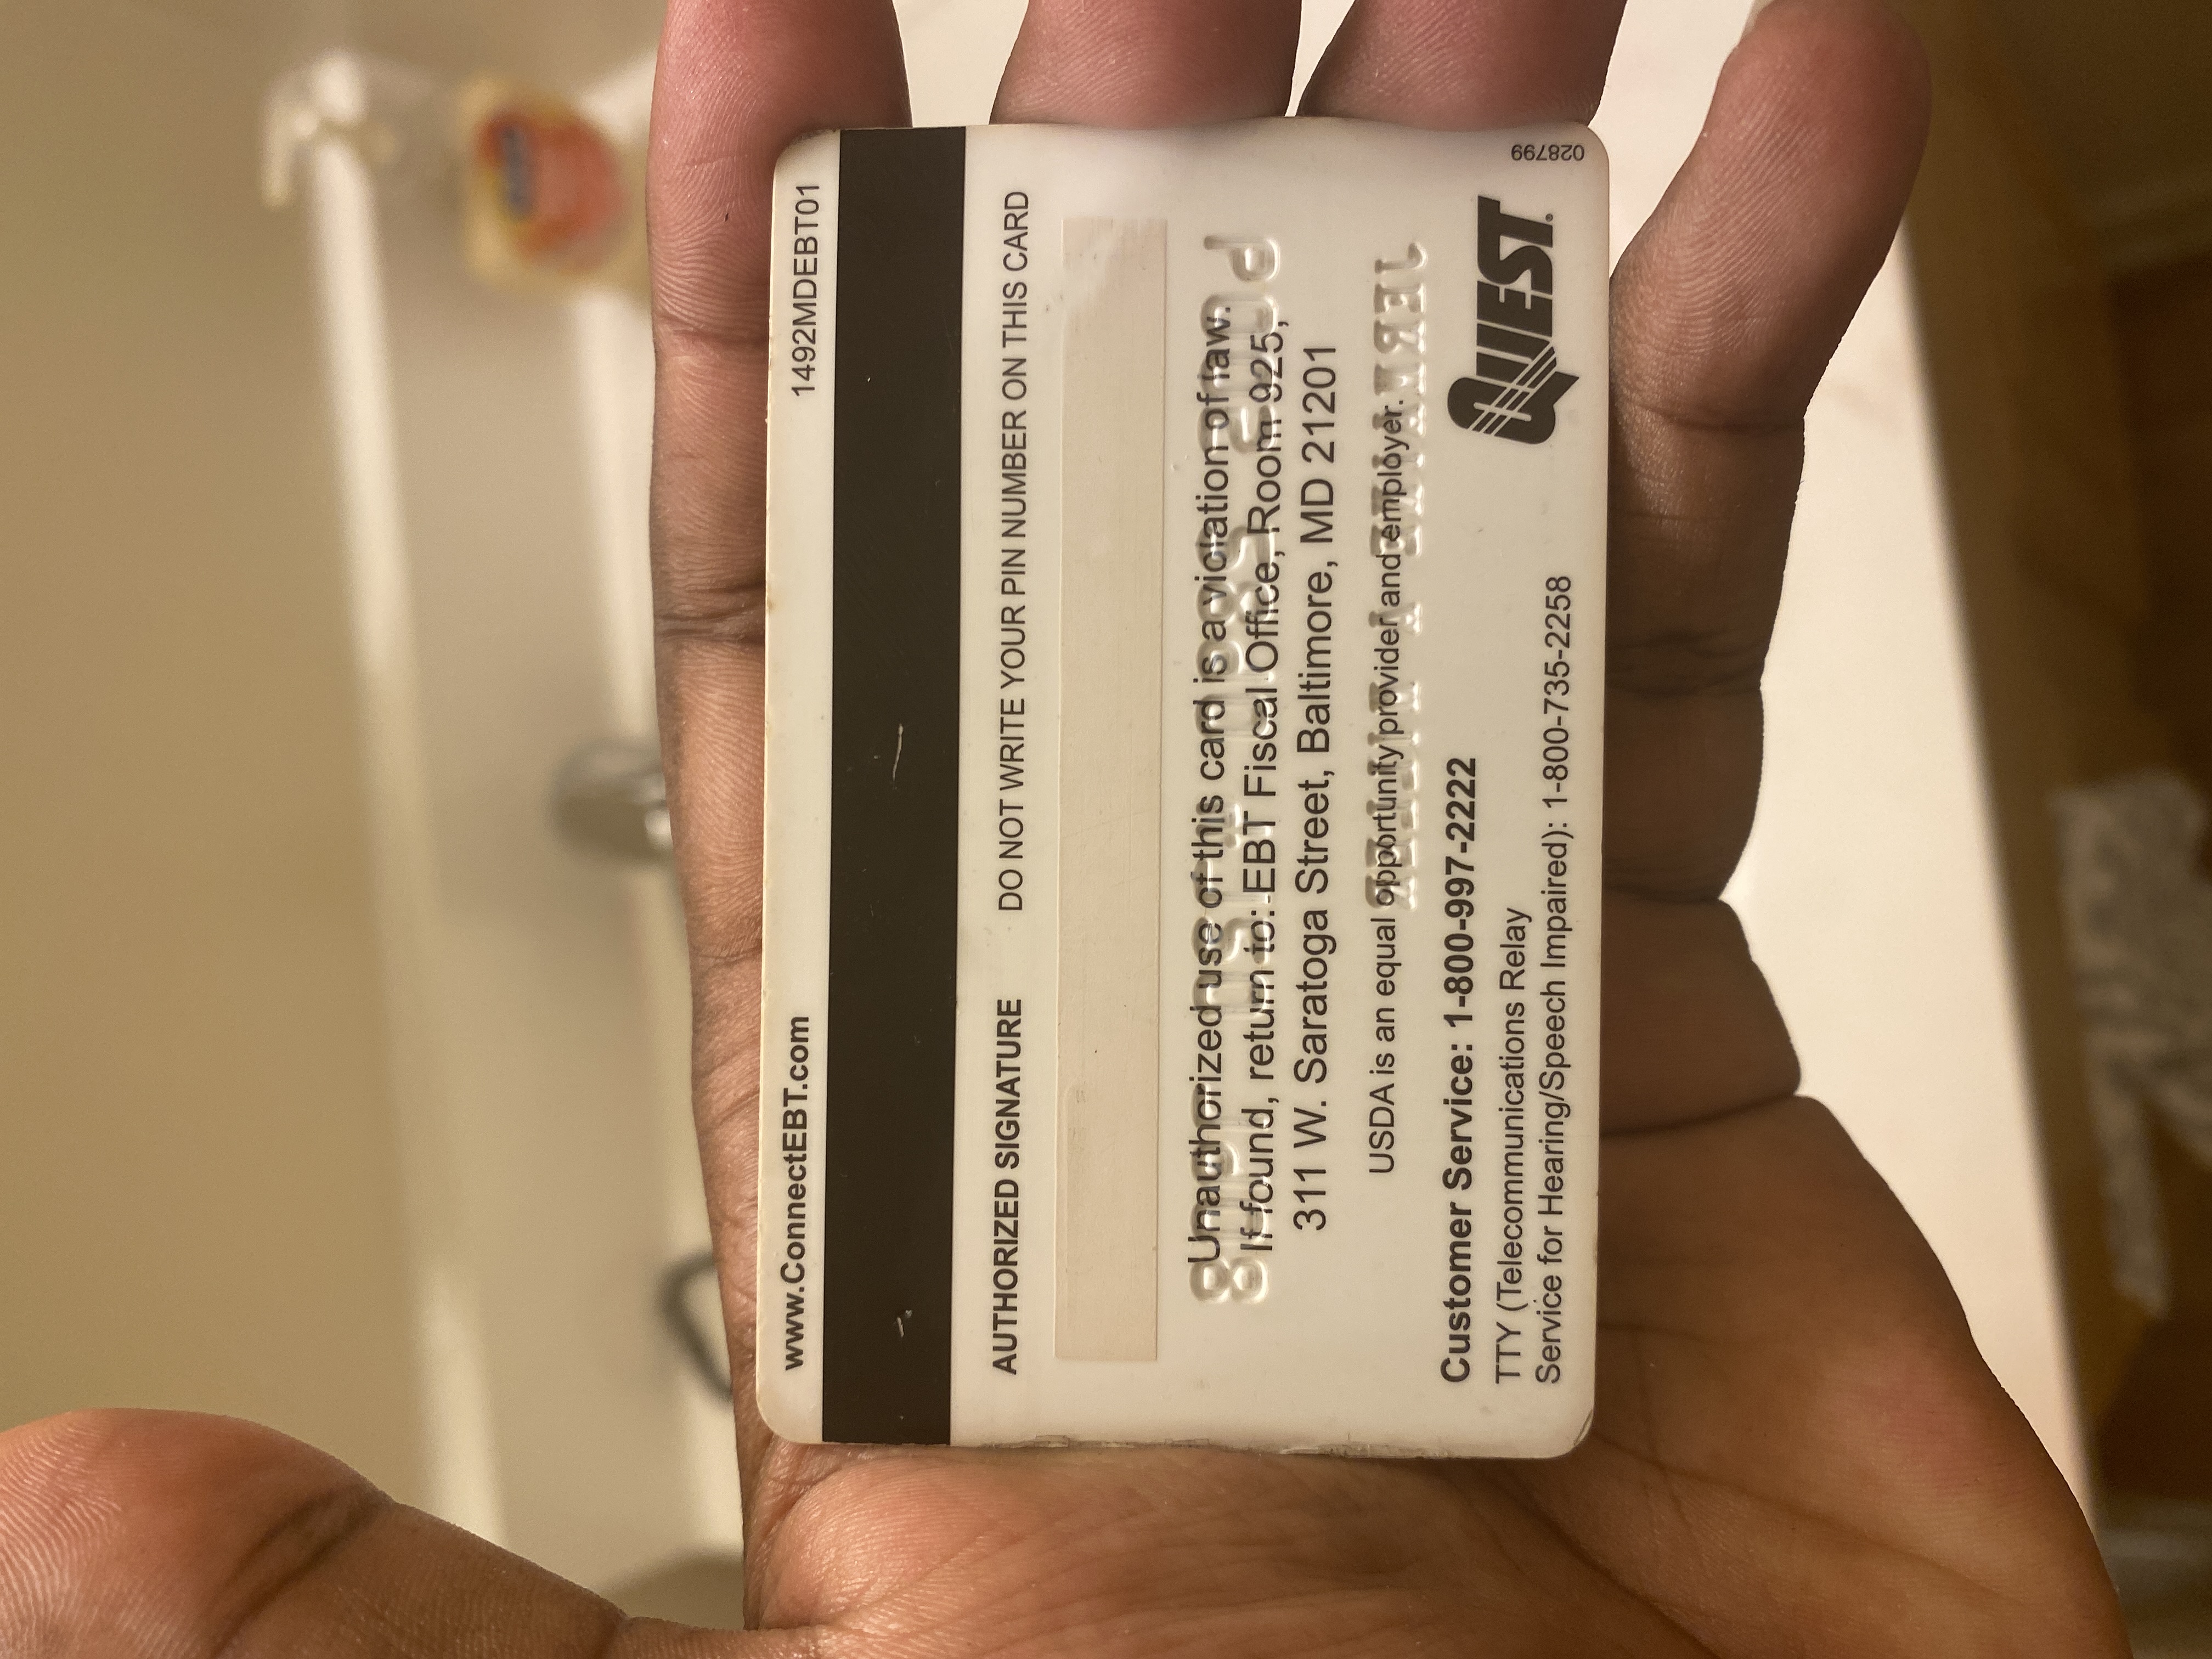 www.ConnectEBT.com 1492MDEBT01
AUTHORIZED SIGNATURE DO NOT WRITE YOUR PIN NUMBER ON THIS CARD
Unauthorized use of this card is a violation of law.
If found, return to: EBT Fiscal Office, Room 925,
311 W. Saratoga Street, Baltimore, MD 21201
USDA is an equal opportunity provider and employer.
Customer Service: 1-800-997-2222
TTY (Telecommunications Relay
Service for Hearing/Speech Impaired): 1-800-735-2258
QUEST®
028799